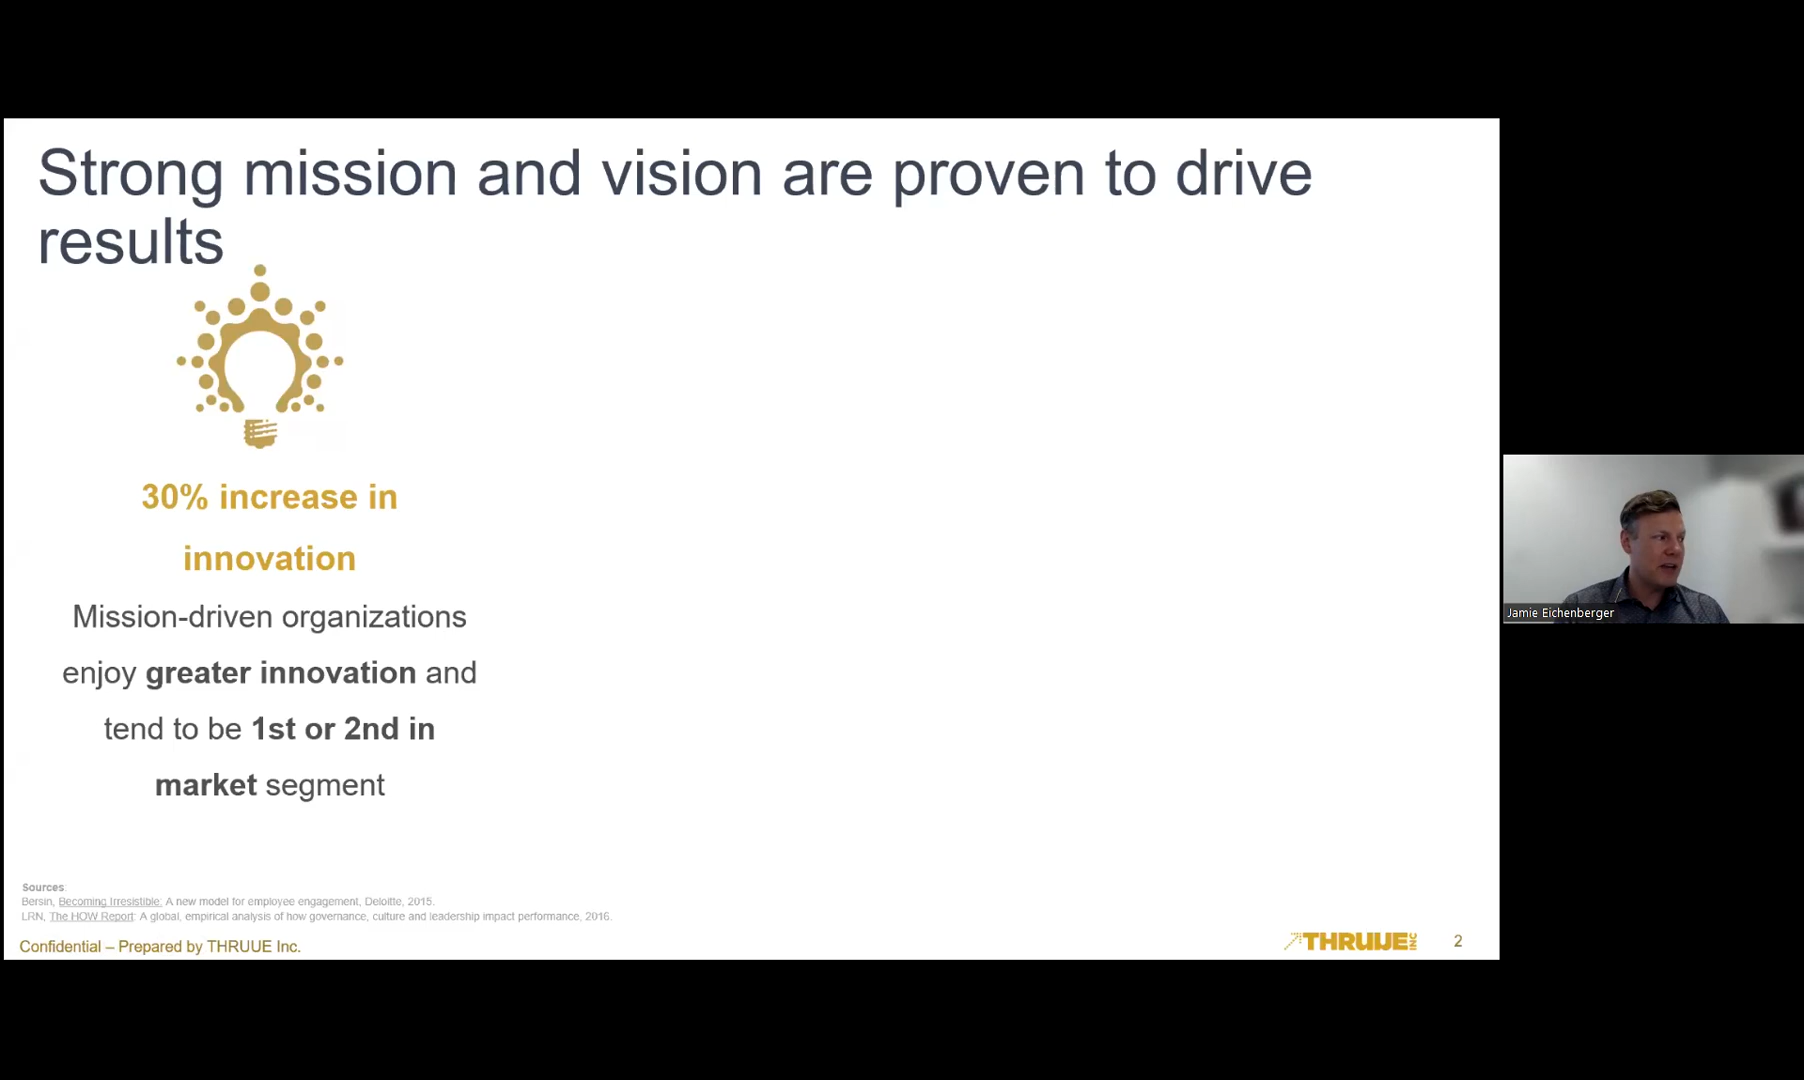 Strong mission and vision are proven to drive
results
30% increase in
innovation
Mission-driven organizations
enjoy greater innovation and
tend to be 1st or 2nd in
market segment
Sources:
Bersin, Becoming Irresistible: A new model for employee engagement, Deloitte, 2015.
LRN, The HOW Report: A global, empirical analysis of how governance, culture and leadership impact performance, 2016.
Confidential – Prepared by THRUUE Inc.
THRUUE INC
2
Jamie Eichenberger